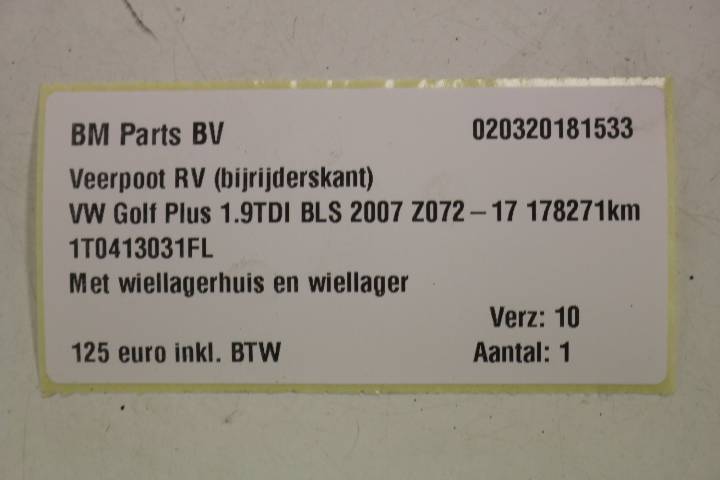 BM Parts BV 020320181533
Veerpoot RV (bijrijderskant)
VW Golf Plus 1.9TDI BLS 2007 Z072 – 17 178271km
1T0413031FL
Met wiellagerhuis en wiellager
Verz: 10
125 euro inkl. BTW Aantal: 1